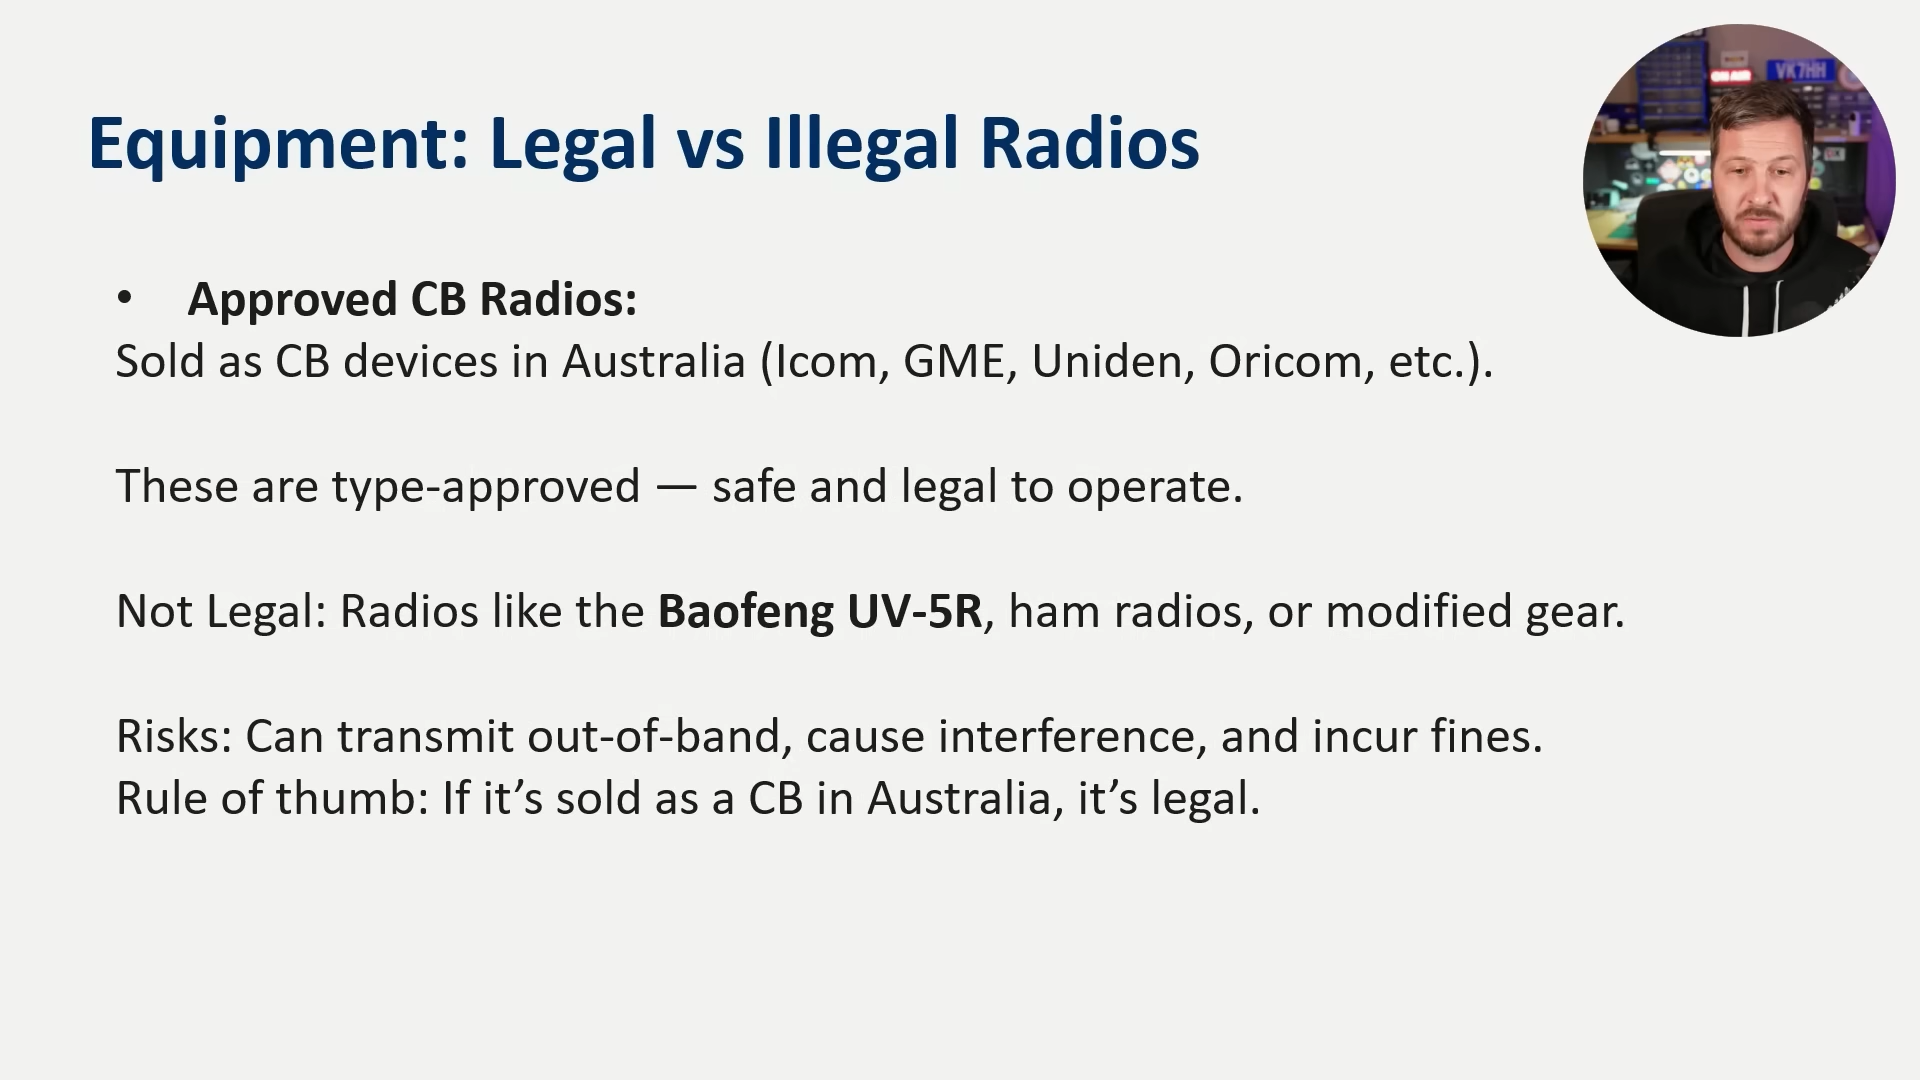 Equipment: Legal vs Illegal Radios
ON AIR
VK7HH
• Approved CB Radios:
Sold as CB devices in Australia (Icom, GME, Uniden, Oricom, etc.).
These are type-approved — safe and legal to operate.
Not Legal: Radios like the Baofeng UV-5R, ham radios, or modified gear.
Risks: Can transmit out-of-band, cause interference, and incur fines.
Rule of thumb: If it’s sold as a CB in Australia, it’s legal.